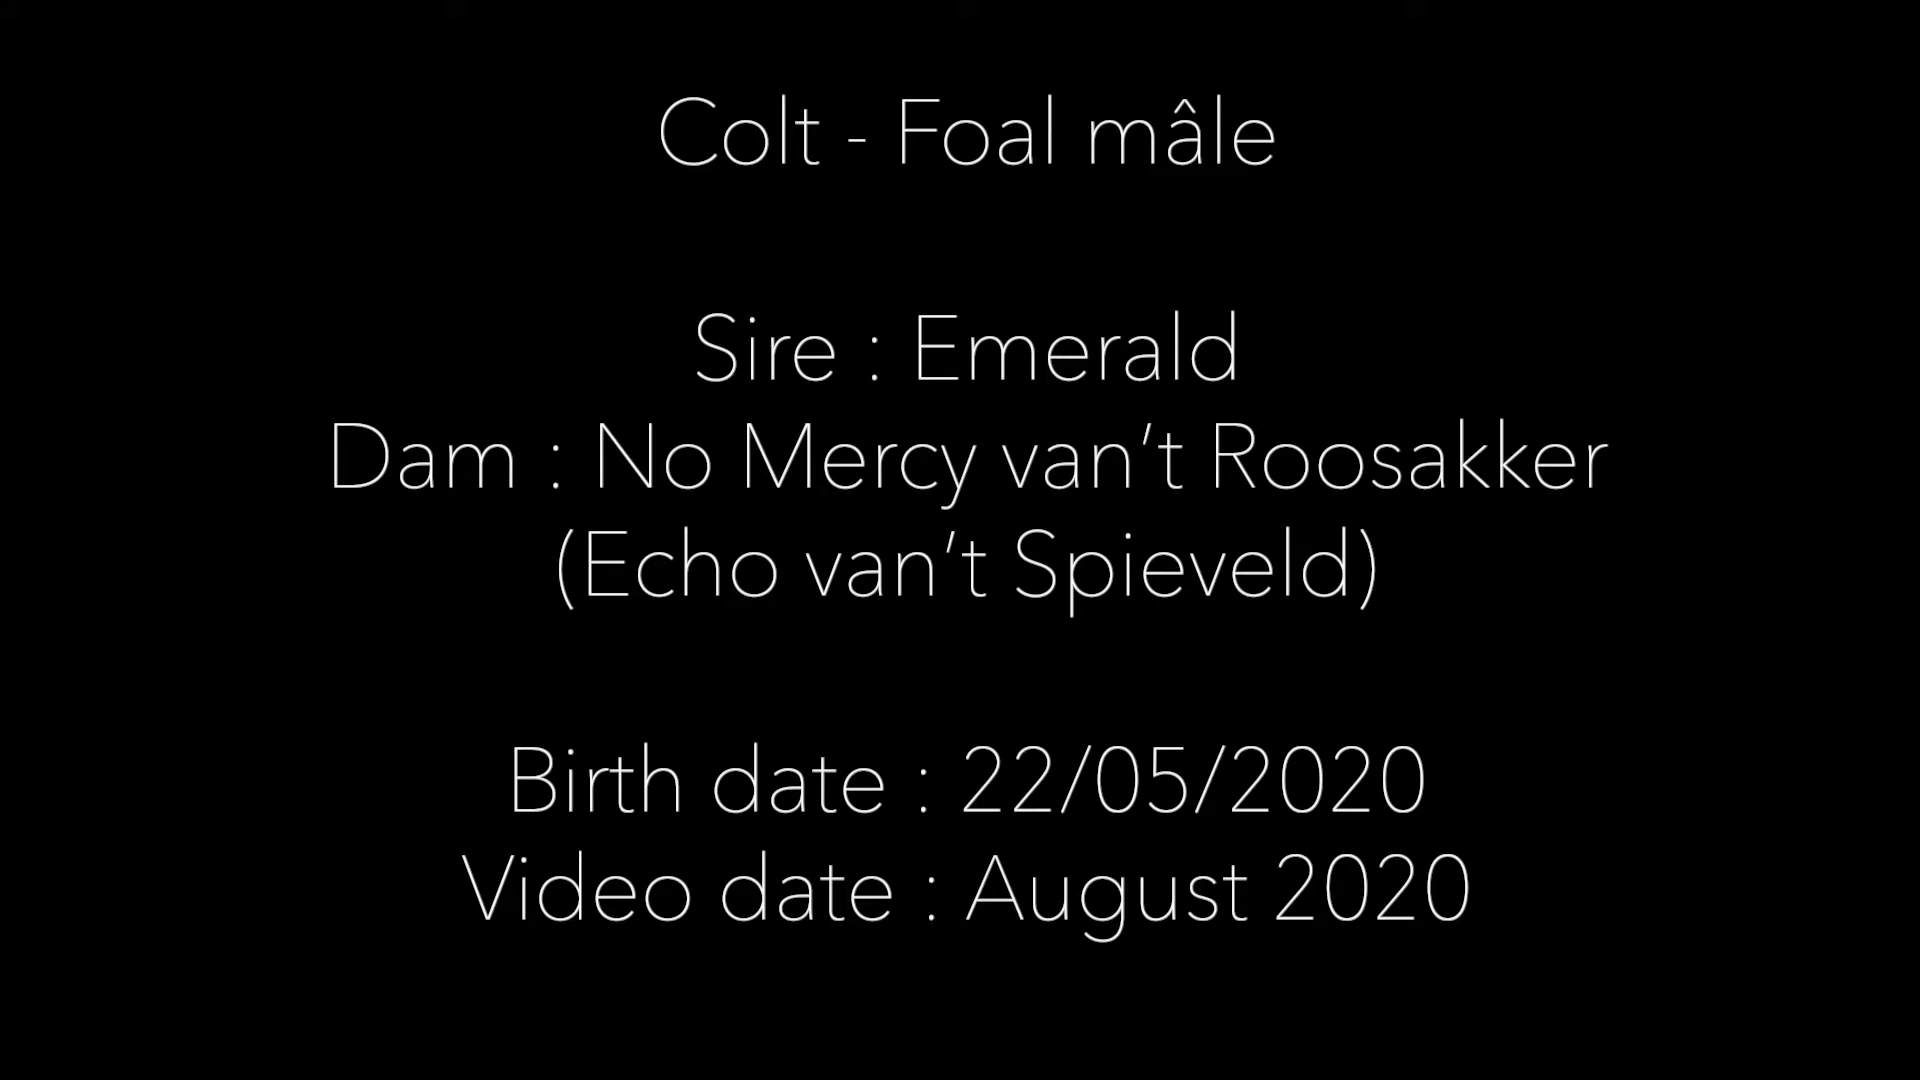 Colt - Foal mâle
Sire : Emerald
Dam : No Mercy van’t Roosakker
(Echo van’t Spieveld)
Birth date : 22/05/2020
Video date : August 2020